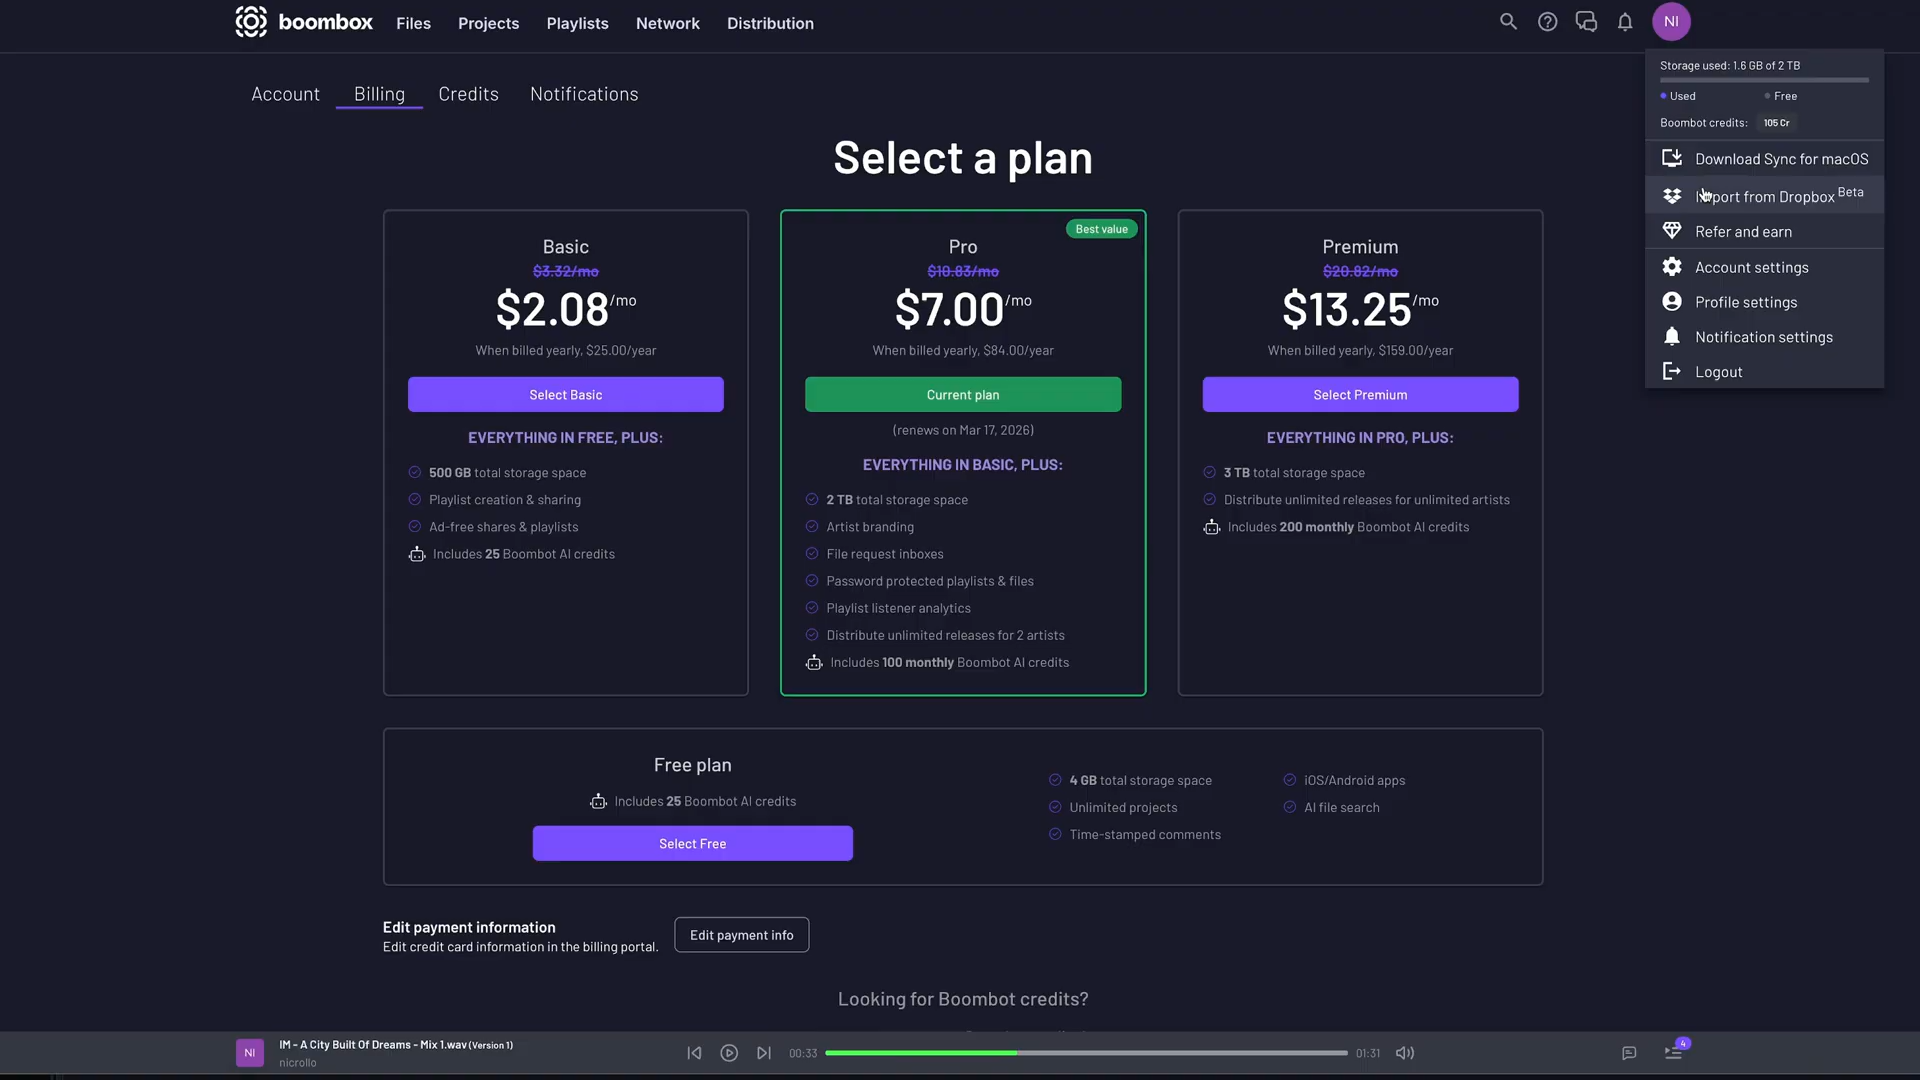 boombox
Files
Projects
Playlists
Network
Distribution
NI
Storage used: 1.6 GB of 2 TB
Used
Free
Boombot credits: 105 Cr
Download Sync for macOS
Import from Dropbox Beta
Refer and earn
Account settings
Profile settings
Notification settings
Logout
Account
Billing
Credits
Notifications
Select a plan
Basic
$3.32/mo
$2.08/mo
When billed yearly, $25.00/year
Select Basic
EVERYTHING IN FREE, PLUS:
500 GB total storage space
Playlist creation & sharing
Ad-free shares & playlists
Includes 25 Boombot AI credits
Best value
Pro
$10.83/mo
$7.00/mo
When billed yearly, $84.00/year
Current plan
(renews on Mar 17, 2026)
EVERYTHING IN BASIC, PLUS:
2 TB total storage space
Artist branding
File request inboxes
Password protected playlists & files
Playlist listener analytics
Distribute unlimited releases for 2 artists
Includes 100 monthly Boombot AI credits
Premium
$20.82/mo
$13.25/mo
When billed yearly, $159.00/year
Select Premium
EVERYTHING IN PRO, PLUS:
3 TB total storage space
Distribute unlimited releases for unlimited artists
Includes 200 monthly Boombot AI credits
Free plan
Includes 25 Boombot AI credits
Select Free
4 GB total storage space
Unlimited projects
Time-stamped comments
iOS/Android apps
AI file search
Edit payment information
Edit credit card information in the billing portal.
Edit payment info
Looking for Boombot credits?
NI
IM - A City Built Of Dreams - Mix 1.wav (Version 1)
nicrollo
00:33
01:31
4